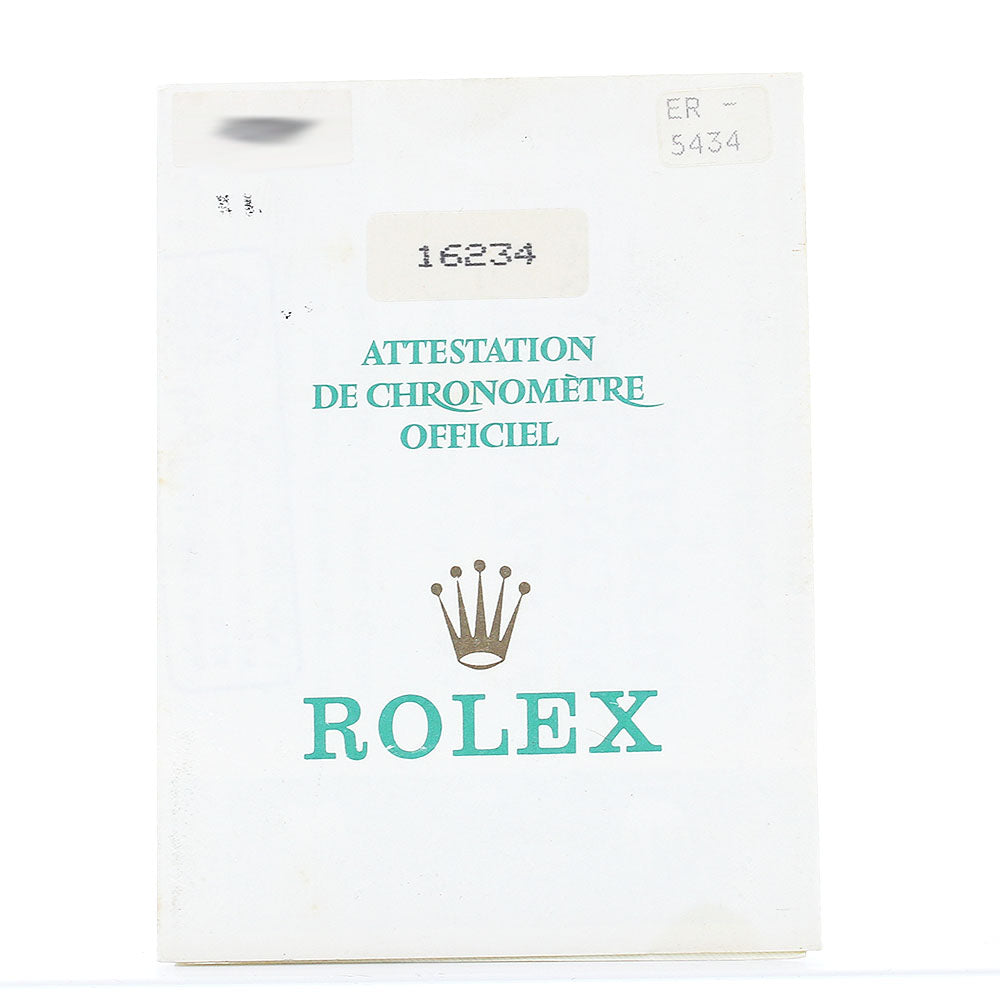 ER -
5434
16234
ATTESTATION
DE CHRONOMÈTRE
OFFICIEL
ROLEX